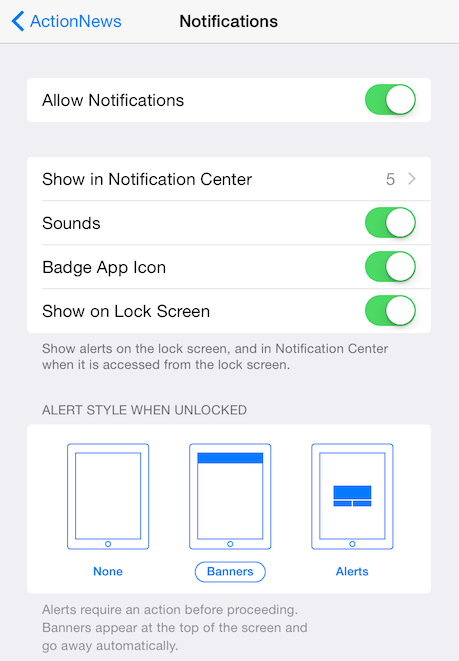 ActionNews Notifications
Allow Notifications
Show in Notification Center 5
Sounds
Badge App Icon
Show on Lock Screen
Show alerts on the lock screen, and in Notification Center
when it is accessed from the lock screen.
ALERT STYLE WHEN UNLOCKED
None Banners Alerts
Alerts require an action before proceeding.
Banners appear at the top of the screen and
go away automatically.